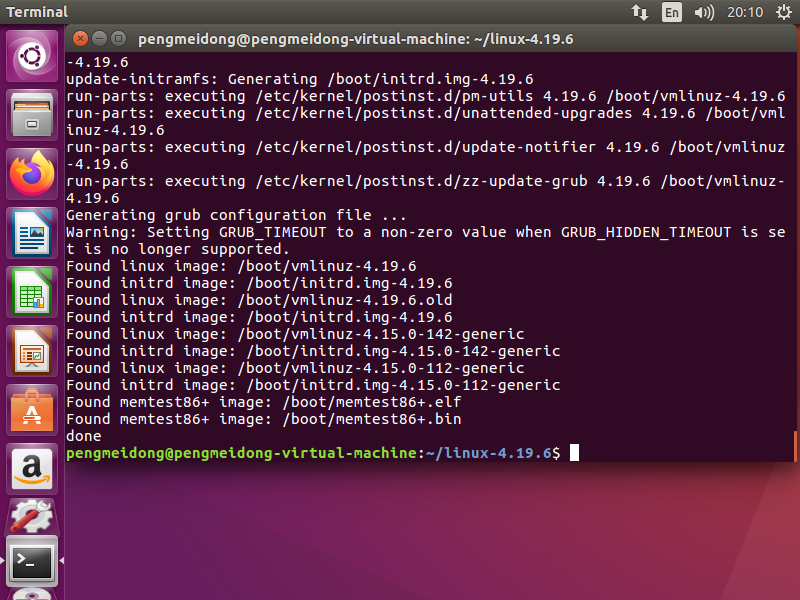 Terminal
En
20:10
pengmeidong@pengmeidong-virtual-machine: ~/linux-4.19.6
-4.19.6
update-initramfs: Generating /boot/initrd.img-4.19.6
run-parts: executing /etc/kernel/postinst.d/pm-utils 4.19.6 /boot/vmlinuz-4.19.6
run-parts: executing /etc/kernel/postinst.d/unattended-upgrades 4.19.6 /boot/vml
inuz-4.19.6
run-parts: executing /etc/kernel/postinst.d/update-notifier 4.19.6 /boot/vmlinuz
-4.19.6
run-parts: executing /etc/kernel/postinst.d/zz-update-grub 4.19.6 /boot/vmlinuz-
4.19.6
Generating grub configuration file ...
Warning: Setting GRUB_TIMEOUT to a non-zero value when GRUB_HIDDEN_TIMEOUT is se
t is no longer supported.
Found linux image: /boot/vmlinuz-4.19.6
Found initrd image: /boot/initrd.img-4.19.6
Found linux image: /boot/vmlinuz-4.19.6.old
Found initrd image: /boot/initrd.img-4.19.6
Found linux image: /boot/vmlinuz-4.15.0-142-generic
Found initrd image: /boot/initrd.img-4.15.0-142-generic
Found linux image: /boot/vmlinuz-4.15.0-112-generic
Found initrd image: /boot/initrd.img-4.15.0-112-generic
Found memtest86+ image: /boot/memtest86+.elf
Found memtest86+ image: /boot/memtest86+.bin
done
pengmeidong@pengmeidong-virtual-machine:~/linux-4.19.6$
A
a
>_